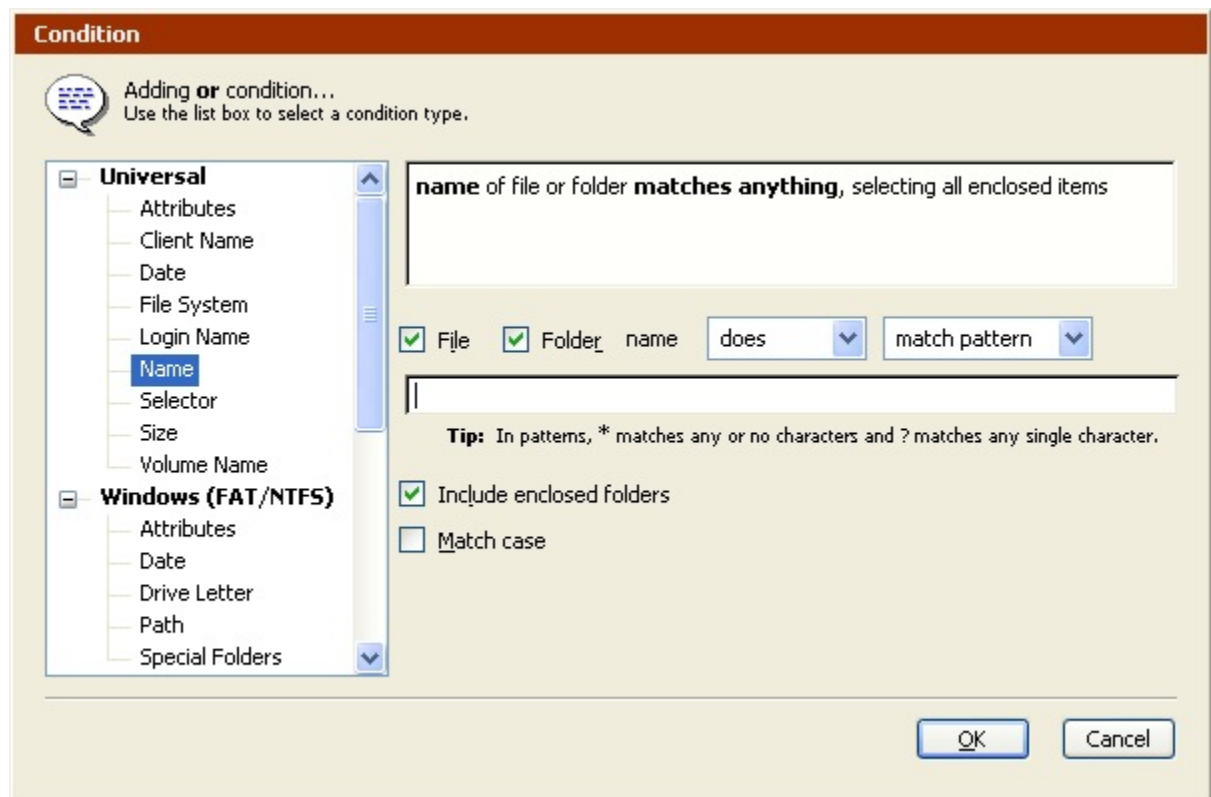 Condition
Adding or condition...
Use the list box to select a condition type.
Universal
Attributes
Client Name
Date
File System
Login Name
Name
Selector
Size
Volume Name
Windows (FAT/NTFS)
Attributes
Date
Drive Letter
Path
Special Folders
name of file or folder matches anything, selecting all enclosed items
File Folder name does match pattern
Tip: In patterns, * matches any or no characters and ? matches any single character.
Include enclosed folders
Match case
OK Cancel